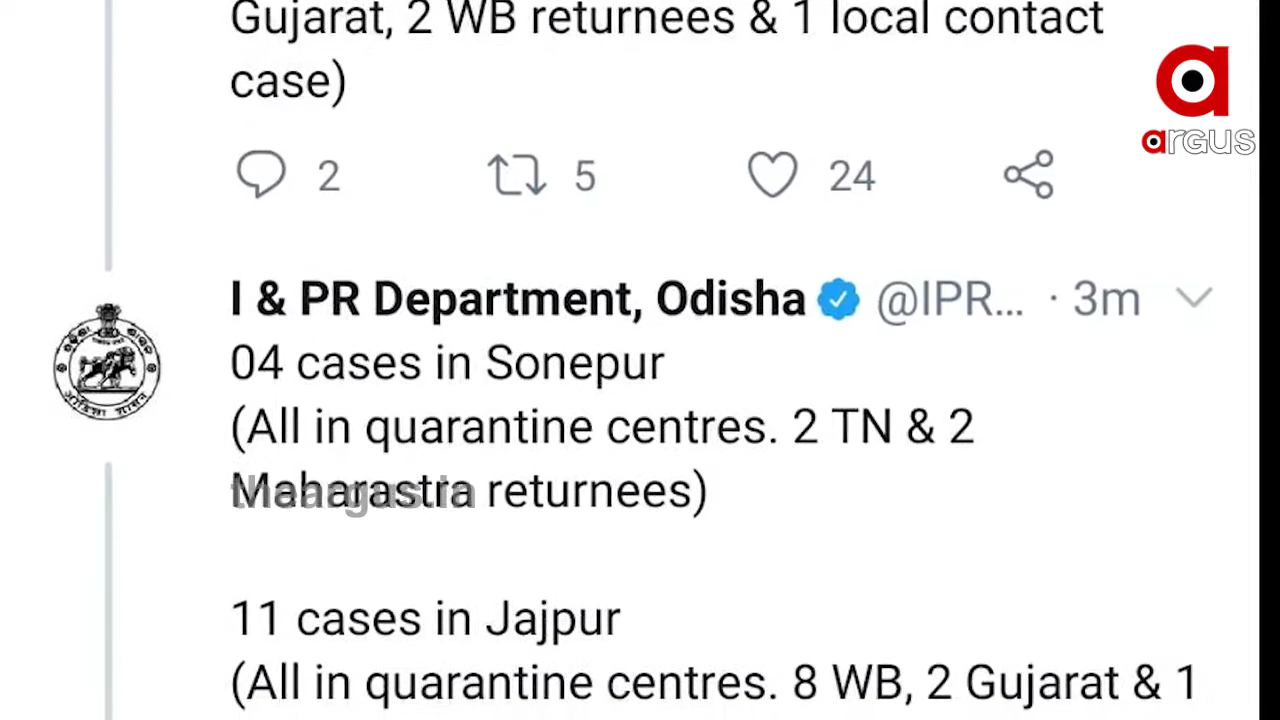 Gujarat, 2 WB returnees & 1 local contact
case)
argus
2 5 24
I & PR Department, Odisha @IPR... · 3m
04 cases in Sonepur
(All in quarantine centres. 2 TN & 2
Maharastra returnees)
theargus.in
11 cases in Jajpur
(All in quarantine centres. 8 WB, 2 Gujarat & 1